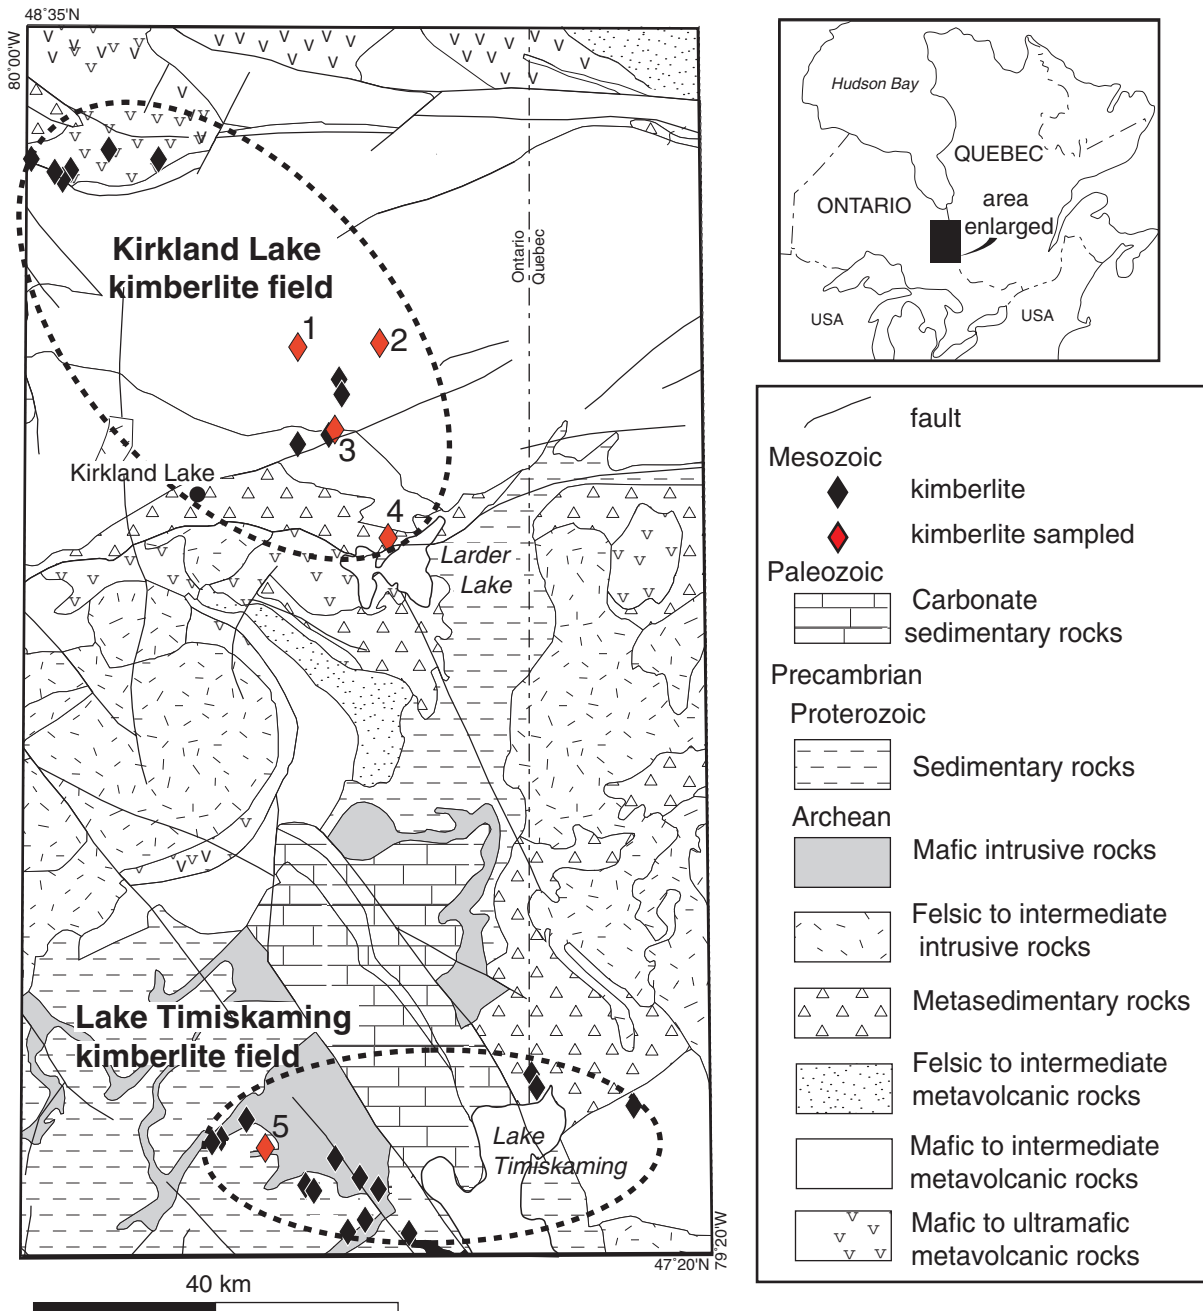 48°35'N
80°00'W
Kirkland Lake
kimberlite field
Ontario
Quebec
1
2
3
Kirkland Lake
4
Larder
Lake
Lake Timiskaming
kimberlite field
5
Lake
Timiskaming
47°20'N
79°20'W
40 km
Hudson Bay
QUEBEC
ONTARIO
area
enlarged
USA
USA
fault
Mesozoic
kimberlite
kimberlite sampled
Paleozoic
Carbonate
sedimentary rocks
Precambrian
Proterozoic
Sedimentary rocks
Archean
Mafic intrusive rocks
Felsic to intermediate
intrusive rocks
Metasedimentary rocks
Felsic to intermediate
metavolcanic rocks
Mafic to intermediate
metavolcanic rocks
Mafic to ultramafic
metavolcanic rocks